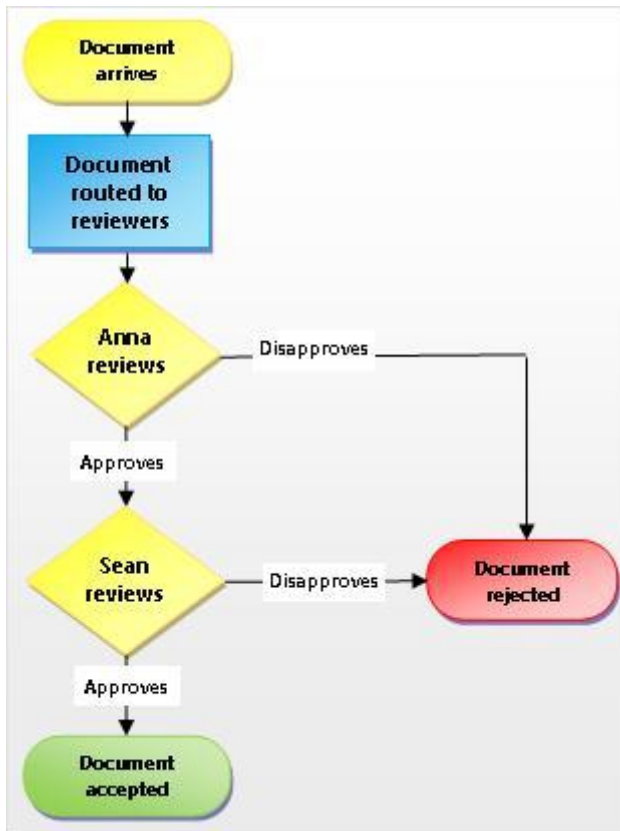 Document
arrives
Document
routed to
reviewers
Anna
reviews
Disapproves
Approves
Sean
reviews
Disapproves
Document
rejected
Approves
Document
accepted